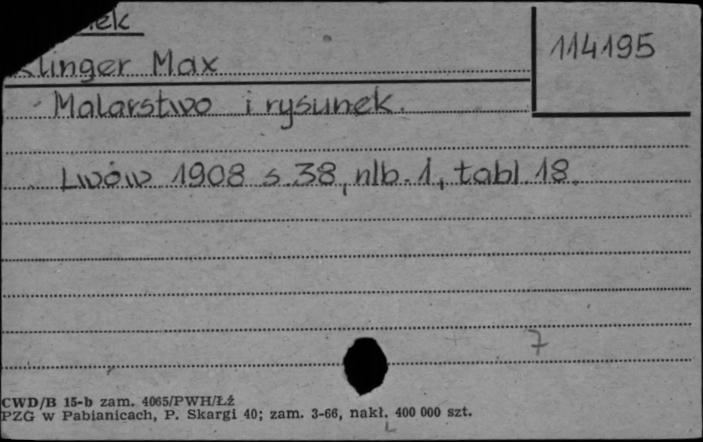 114195
Klinger Max
Malarstwo i rysunek.
Lwów 1908 s.38, nlb.1, tabl.18.
7
CWD/B 15-b zam. 4065/PWH/Łż
PZG w Pabianicach, P. Skargi 40; zam. 3-66, nakł. 400 000 szt.